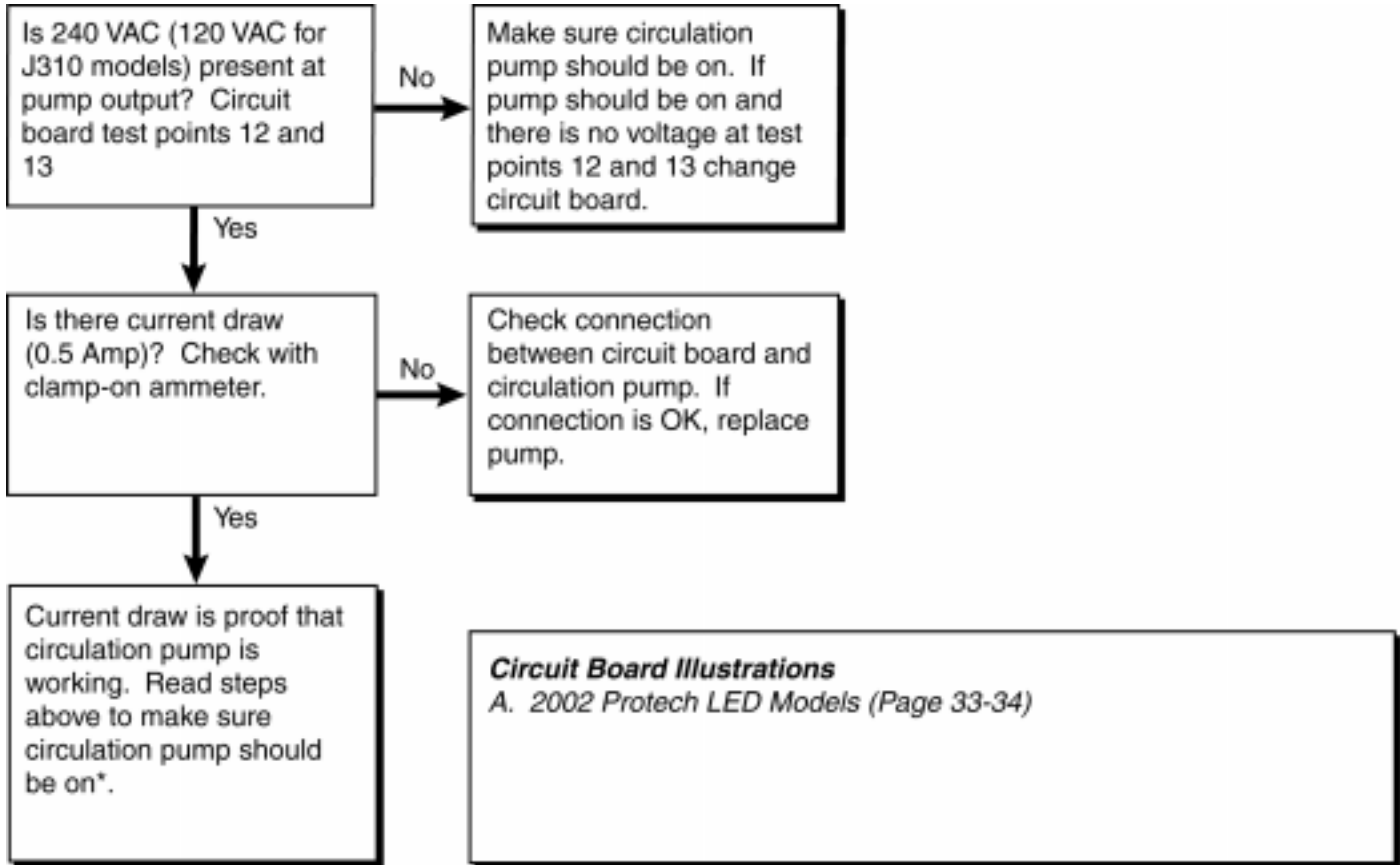 Is 240 VAC (120 VAC for
J310 models) present at
pump output? Circuit
board test points 12 and
13
No
Make sure circulation
pump should be on. If
pump should be on and
there is no voltage at test
points 12 and 13 change
circuit board.
Yes
Is there current draw
(0.5 Amp)? Check with
clamp-on ammeter.
No
Check connection
between circuit board and
circulation pump. If
connection is OK, replace
pump.
Yes
Current draw is proof that
circulation pump is
working. Read steps
above to make sure
circulation pump should
be on*.
Circuit Board Illustrations
A. 2002 Protech LED Models (Page 33-34)